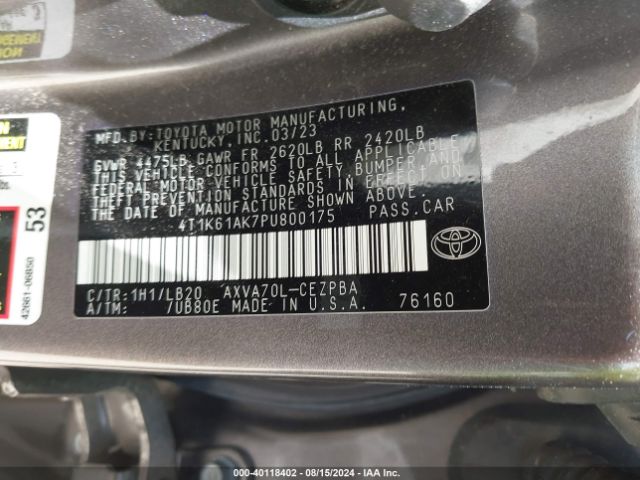 MFD.BY:TOYOTA MOTOR MANUFACTURING,
KENTUCKY, INC.03/23
GVWR 4475LB GAWR FR 2620LB RR 2420LB
THIS VEHICLE CONFORMS TO ALL APPLICABLE
FEDERAL MOTOR VEHICLE SAFETY,BUMPER,AND
THEFT PREVENTION STANDARDS IN EFFECT ON
THE DATE OF MANUFACTURE SHOWN ABOVE.
4T1K61AK7PU800175 PASS.CAR
C/TR:1H1/LB20 AXVA70L-CEZPBA
A/TM: /UB80E MADE IN U.S.A. 76160
53
42661-06850
000-40118402 - 08/15/2024 - IAA Inc.